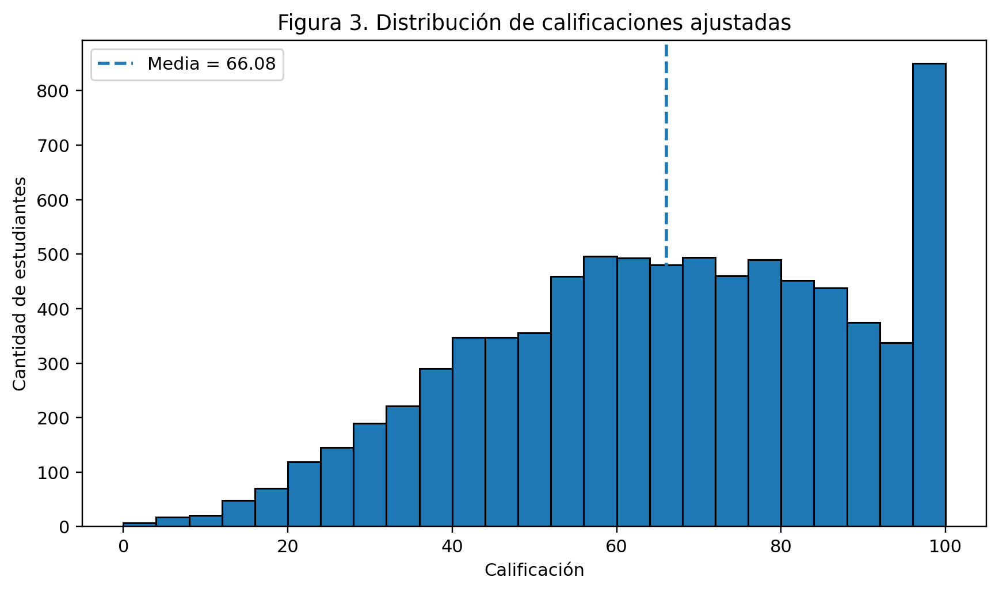 Figura 3. Distribución de calificaciones ajustadas
Media = 66.08
800
700
600
500
400
300
200
100
0
Cantidad de estudiantes
0 20 40 60 80 100
Calificación